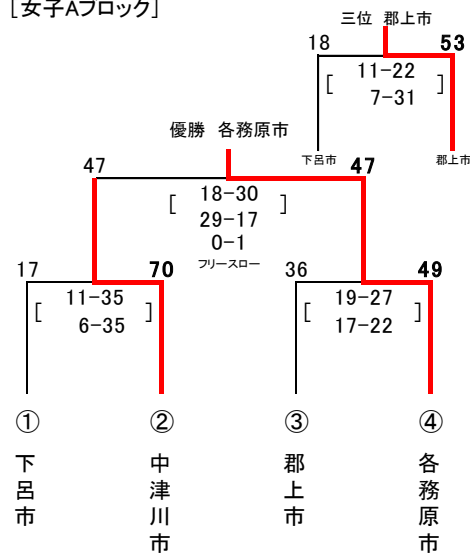 [女子Aブロック]
三位 郡上市
18 53
[ 11-22 ]
7-31
下呂市 郡上市
優勝 各務原市
47 47
[ 18-30 ]
29-17
0-1
フリースロー
17 70 36 49
[ 11-35 ] [ 19-27 ]
6-35 17-22
① ② ③ ④
下呂市
中津川市
郡上市
各務原市